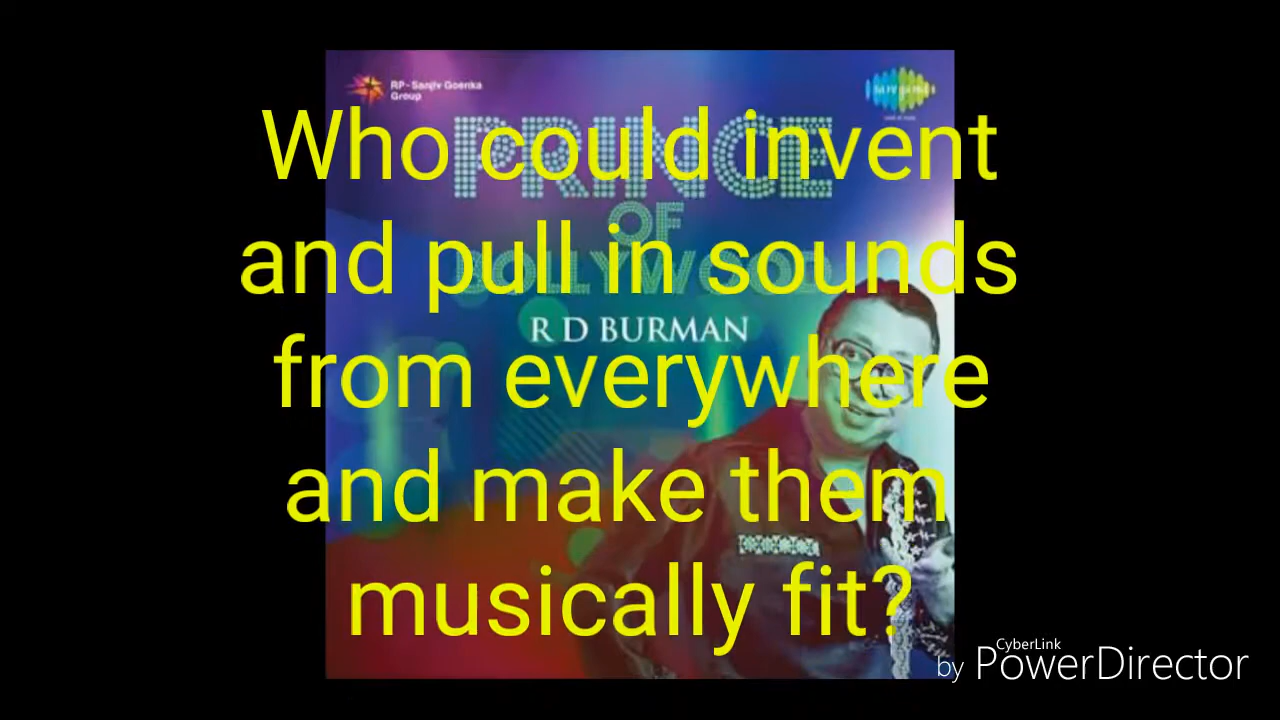 RP-Sanjiv Goenka
Group
Who could invent
PRINCE
OF
and pull in sounds
BOLLYWOOD
R D BURMAN
from everywhere
and make them
musically fit?
CyberLink
by PowerDirector